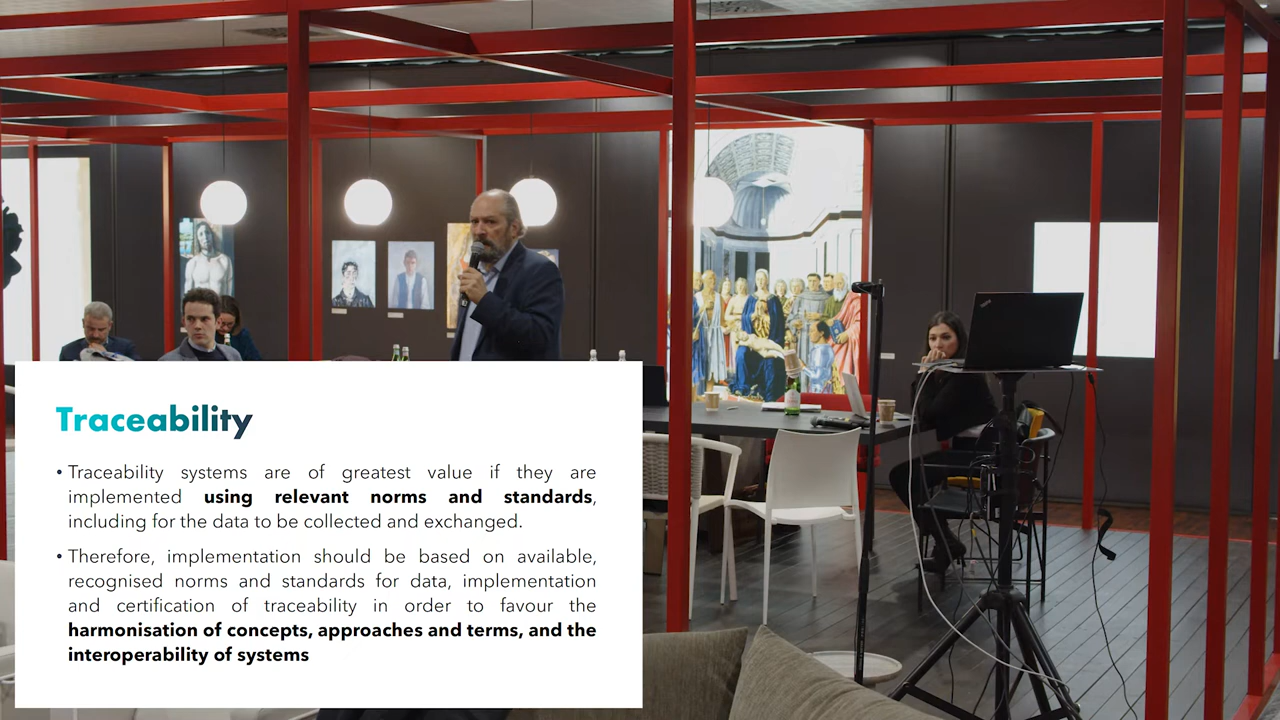 Traceability
• Traceability systems are of greatest value if they are
implemented using relevant norms and standards,
including for the data to be collected and exchanged.
• Therefore, implementation should be based on available,
recognised norms and standards for data, implementation
and certification of traceability in order to favour the
harmonisation of concepts, approaches and terms, and the
interoperability of systems